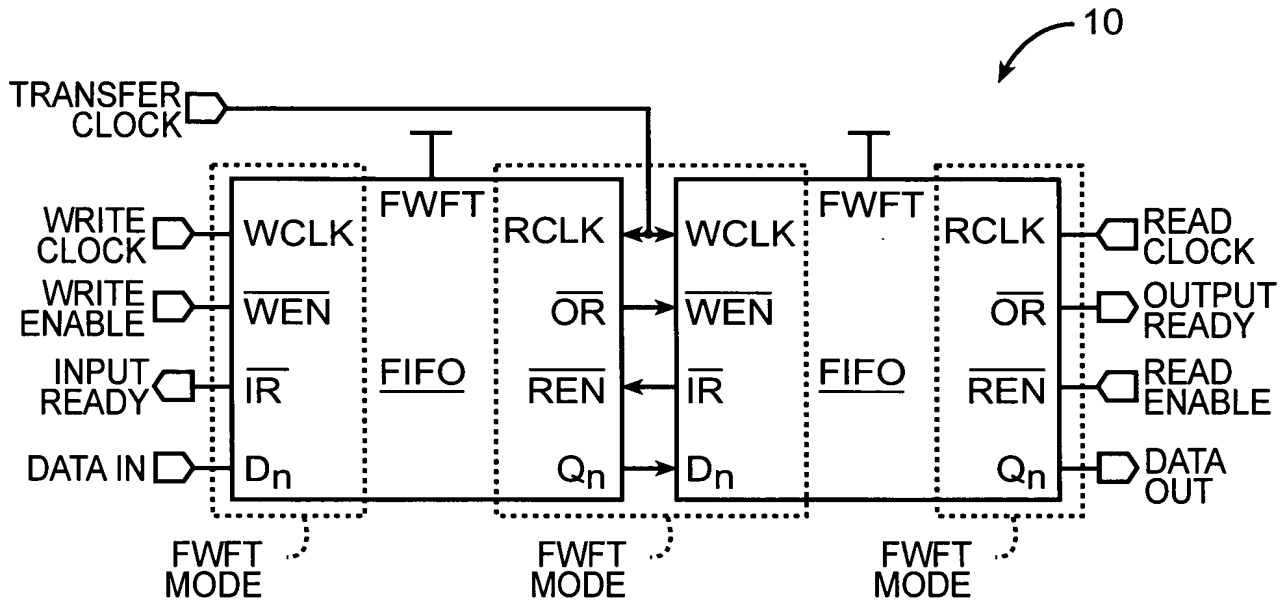 10
TRANSFER
CLOCK
FWFT
FWFT
WRITE
CLOCK
WCLK
RCLK
WCLK
RCLK
READ
CLOCK
WRITE
ENABLE
WEN
OR
WEN
OR
OUTPUT
READY
INPUT
READY
IR
FIFO
REN
IR
FIFO
REN
READ
ENABLE
DATA IN
Dn
Qn
Dn
Qn
DATA
OUT
FWFT
MODE
FWFT
MODE
FWFT
MODE